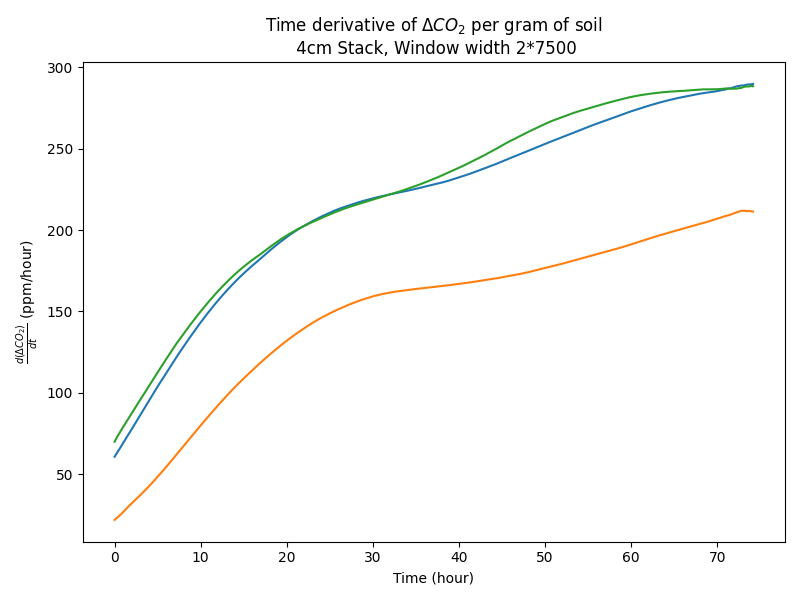 Time derivative of ΔCO₂ per gram of soil
4cm Stack, Window width 2*7500
300
250
200
150
100
50
d(ΔCO₂)/dt (ppm/hour)
0 10 20 30 40 50 60 70
Time (hour)